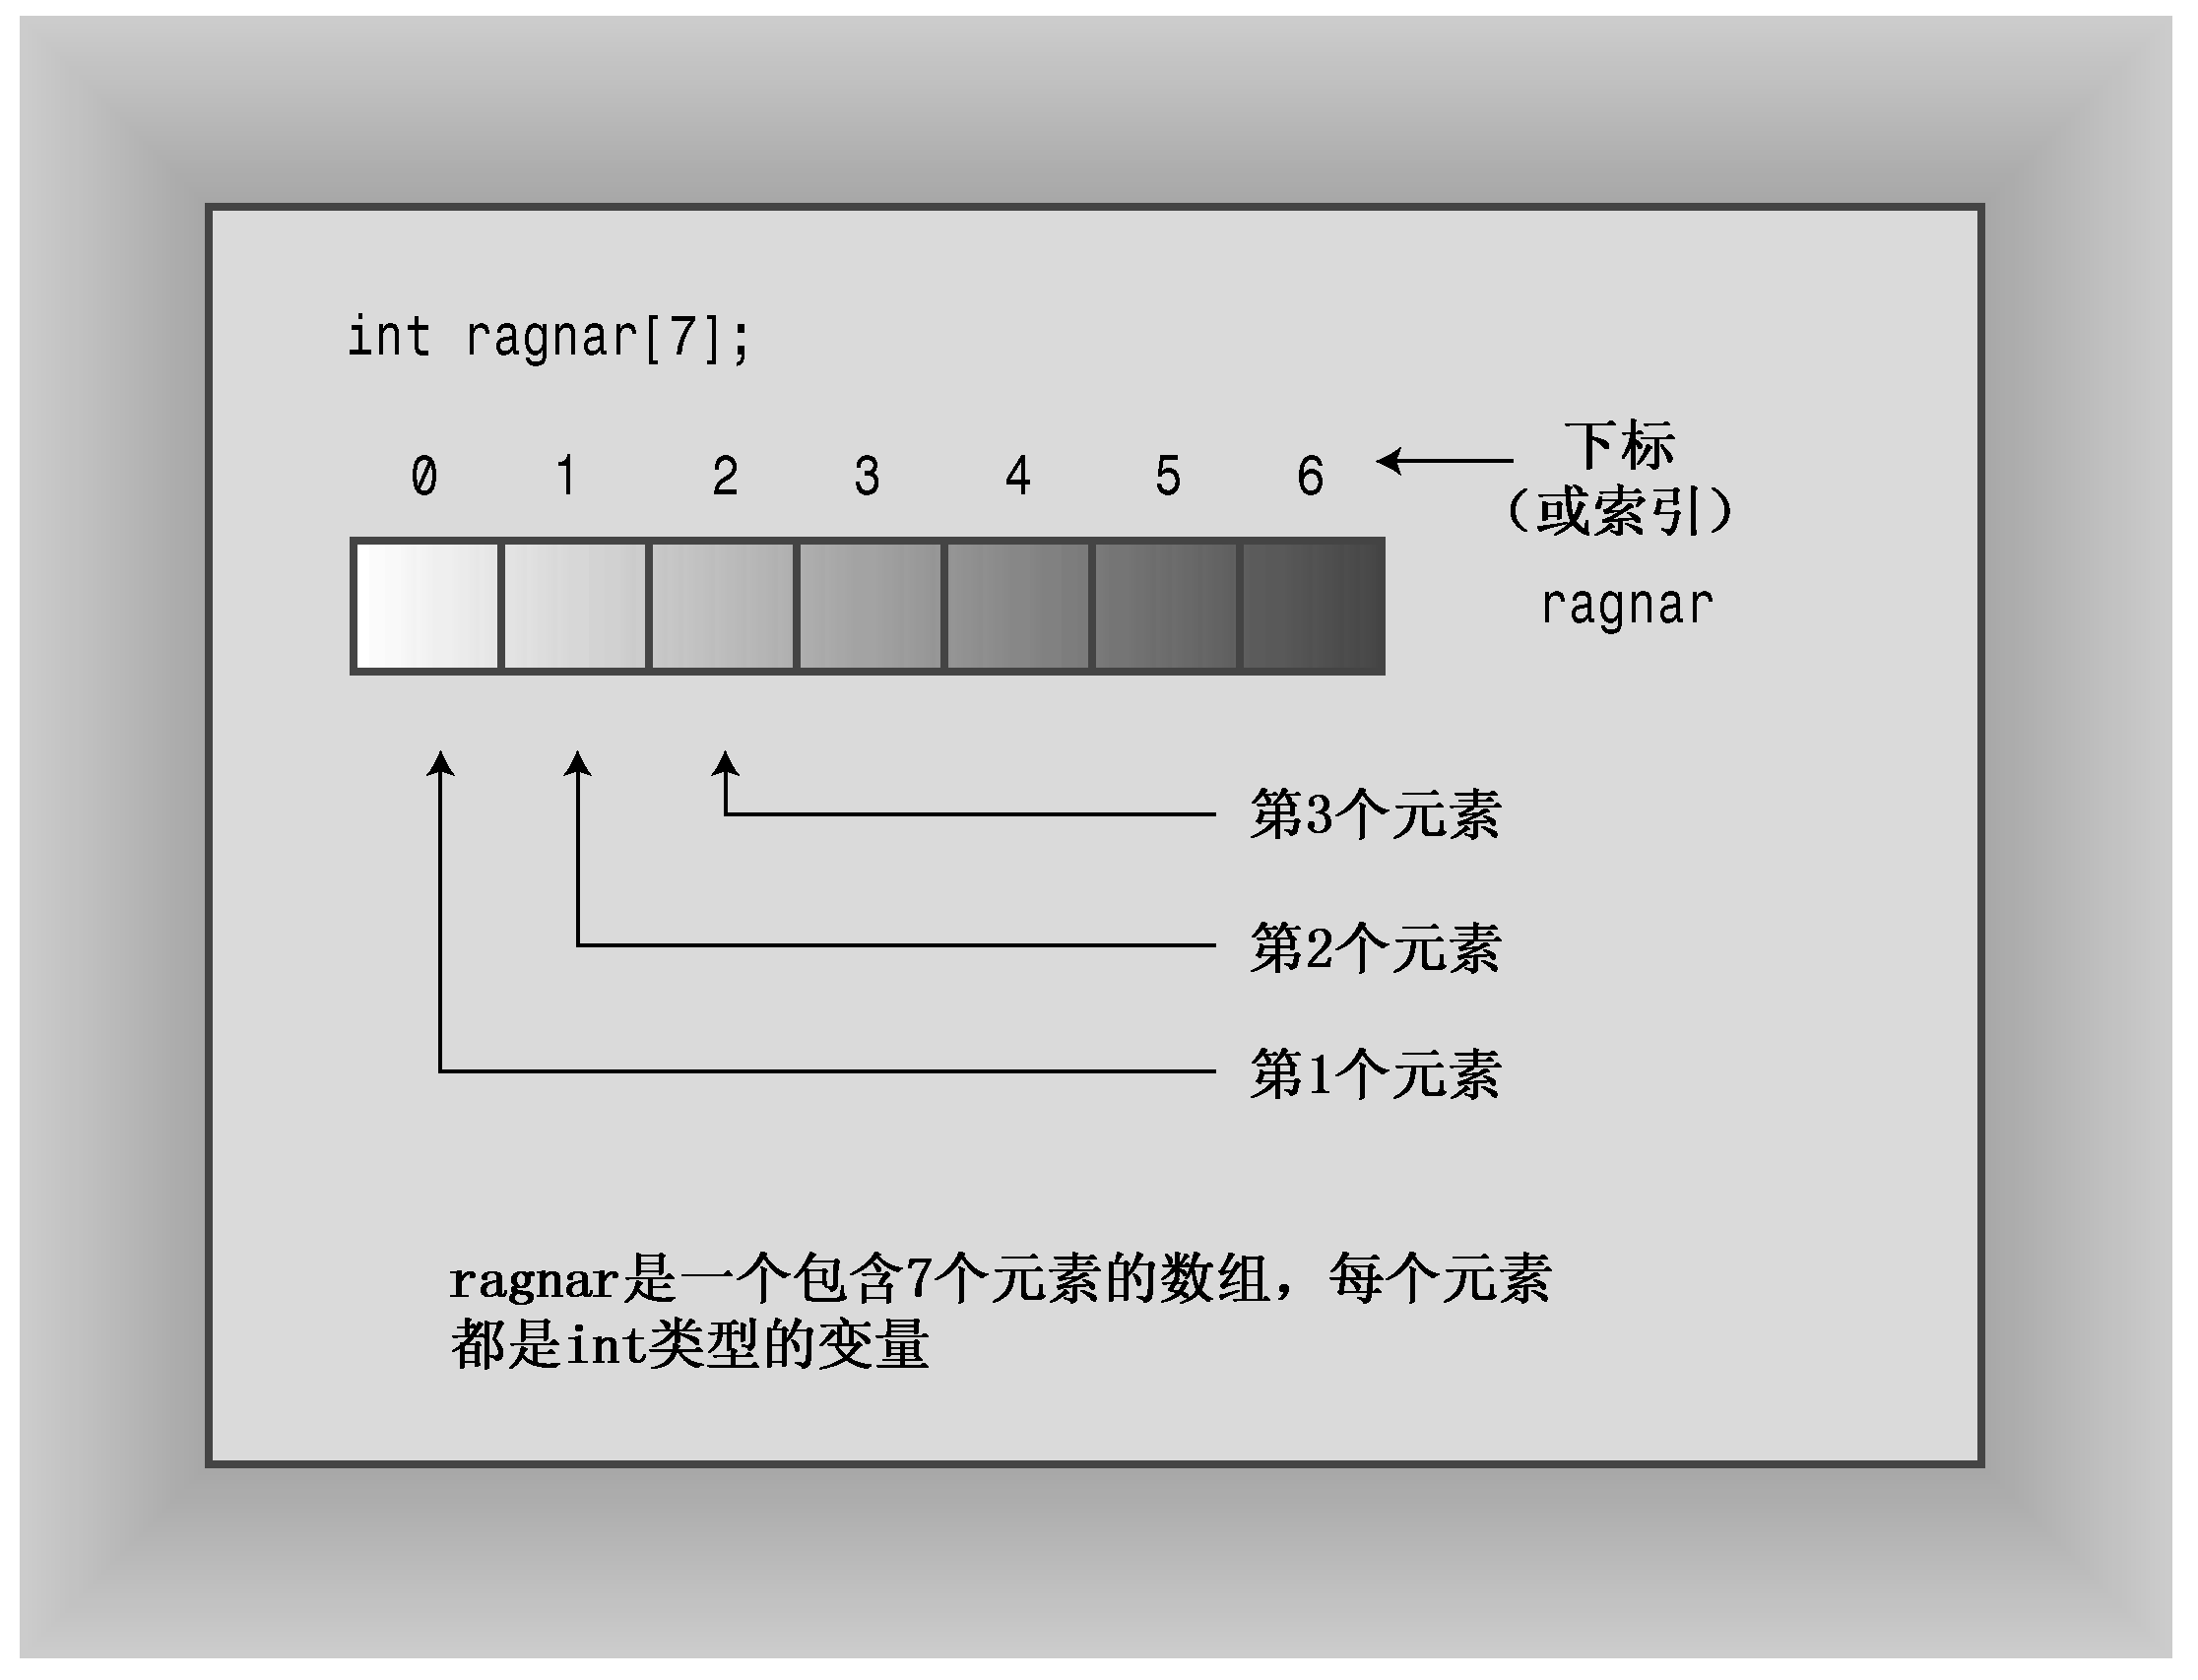 int ragnar[7];
0 1 2 3 4 5 6
下标
（或索引）
ragnar
第3个元素
第2个元素
第1个元素
ragnar是一个包含7个元素的数组，每个元素
都是int类型的变量